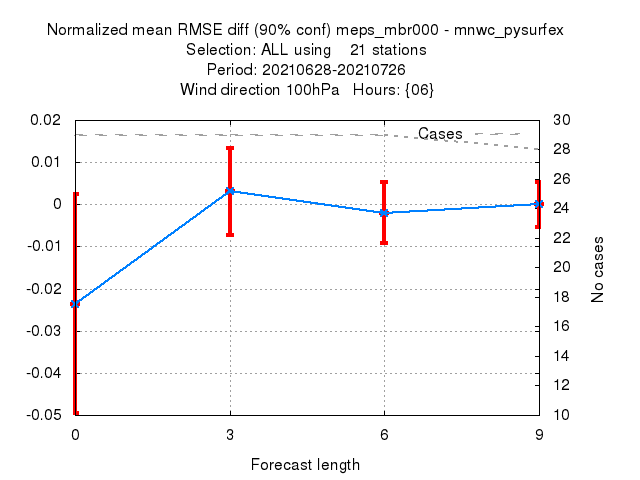 Normalized mean RMSE diff (90% conf) meps_mbr000 - mnwc_pysurfex
Selection: ALL using 21 stations
Period: 20210628-20210726
Wind direction 100hPa Hours: {06}
0.02
0.01
0
-0.01
-0.02
-0.03
-0.04
-0.05
Cases
30
28
26
24
22
20
18
16
14
12
10
No cases
0 3 6 9
Forecast length